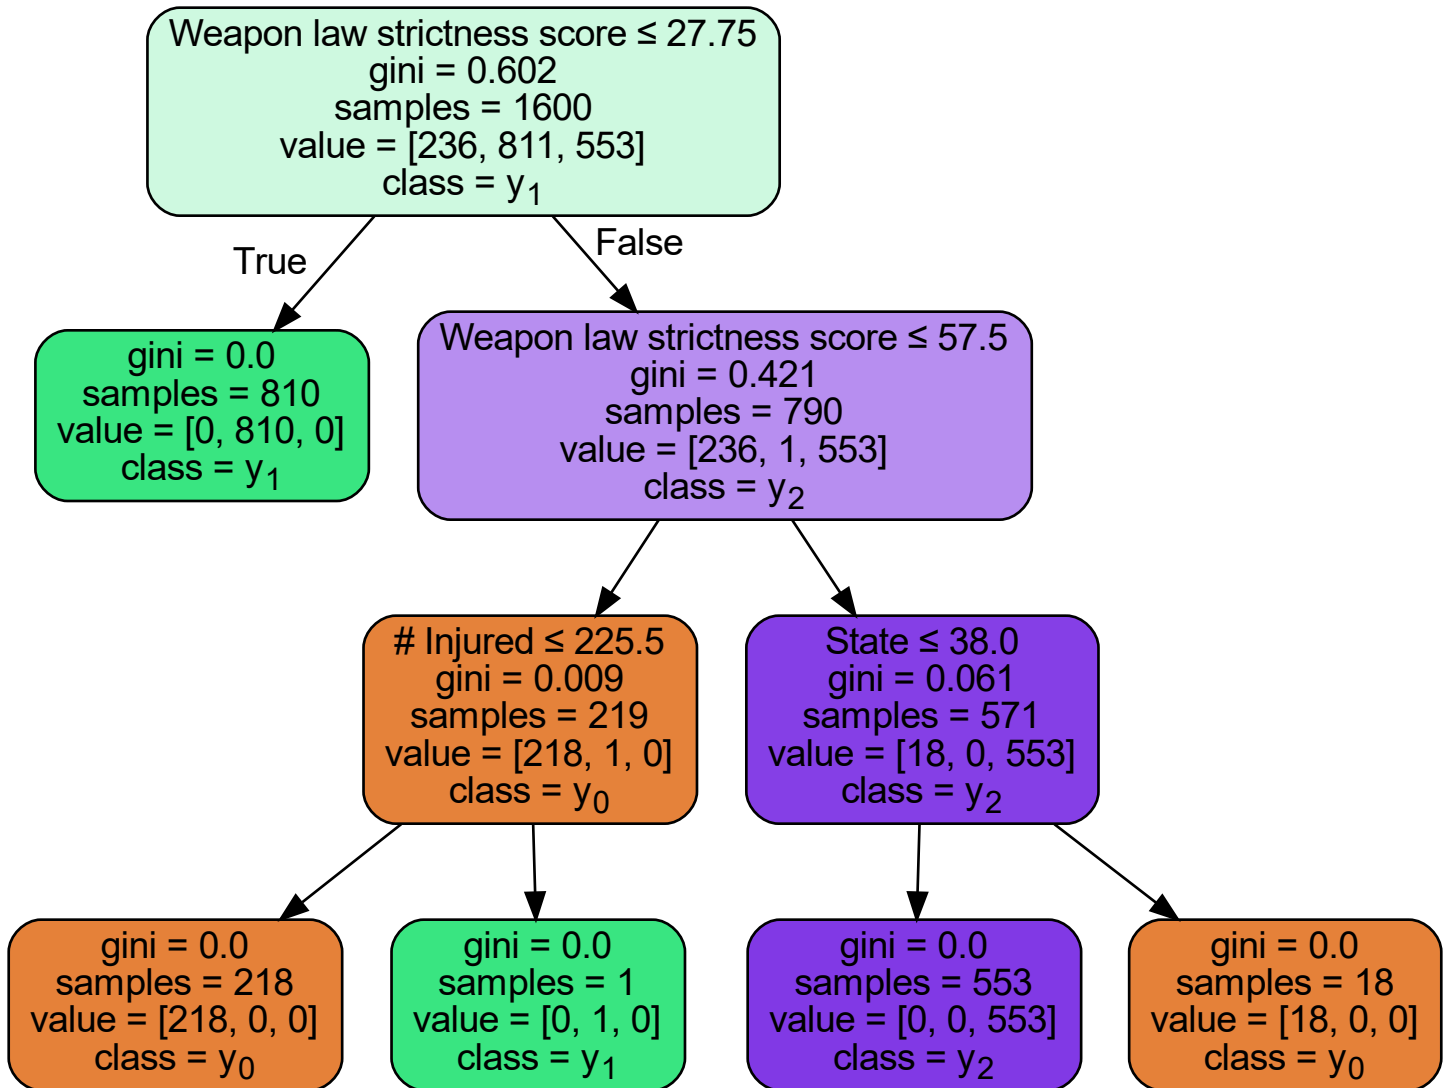 Weapon law strictness score ≤ 27.75
gini = 0.602
samples = 1600
value = [236, 811, 553]
class = y1
True
False
gini = 0.0
samples = 810
value = [0, 810, 0]
class = y1
Weapon law strictness score ≤ 57.5
gini = 0.421
samples = 790
value = [236, 1, 553]
class = y2
# Injured ≤ 225.5
gini = 0.009
samples = 219
value = [218, 1, 0]
class = y0
State ≤ 38.0
gini = 0.061
samples = 571
value = [18, 0, 553]
class = y2
gini = 0.0
samples = 218
value = [218, 0, 0]
class = y0
gini = 0.0
samples = 1
value = [0, 1, 0]
class = y1
gini = 0.0
samples = 553
value = [0, 0, 553]
class = y2
gini = 0.0
samples = 18
value = [18, 0, 0]
class = y0